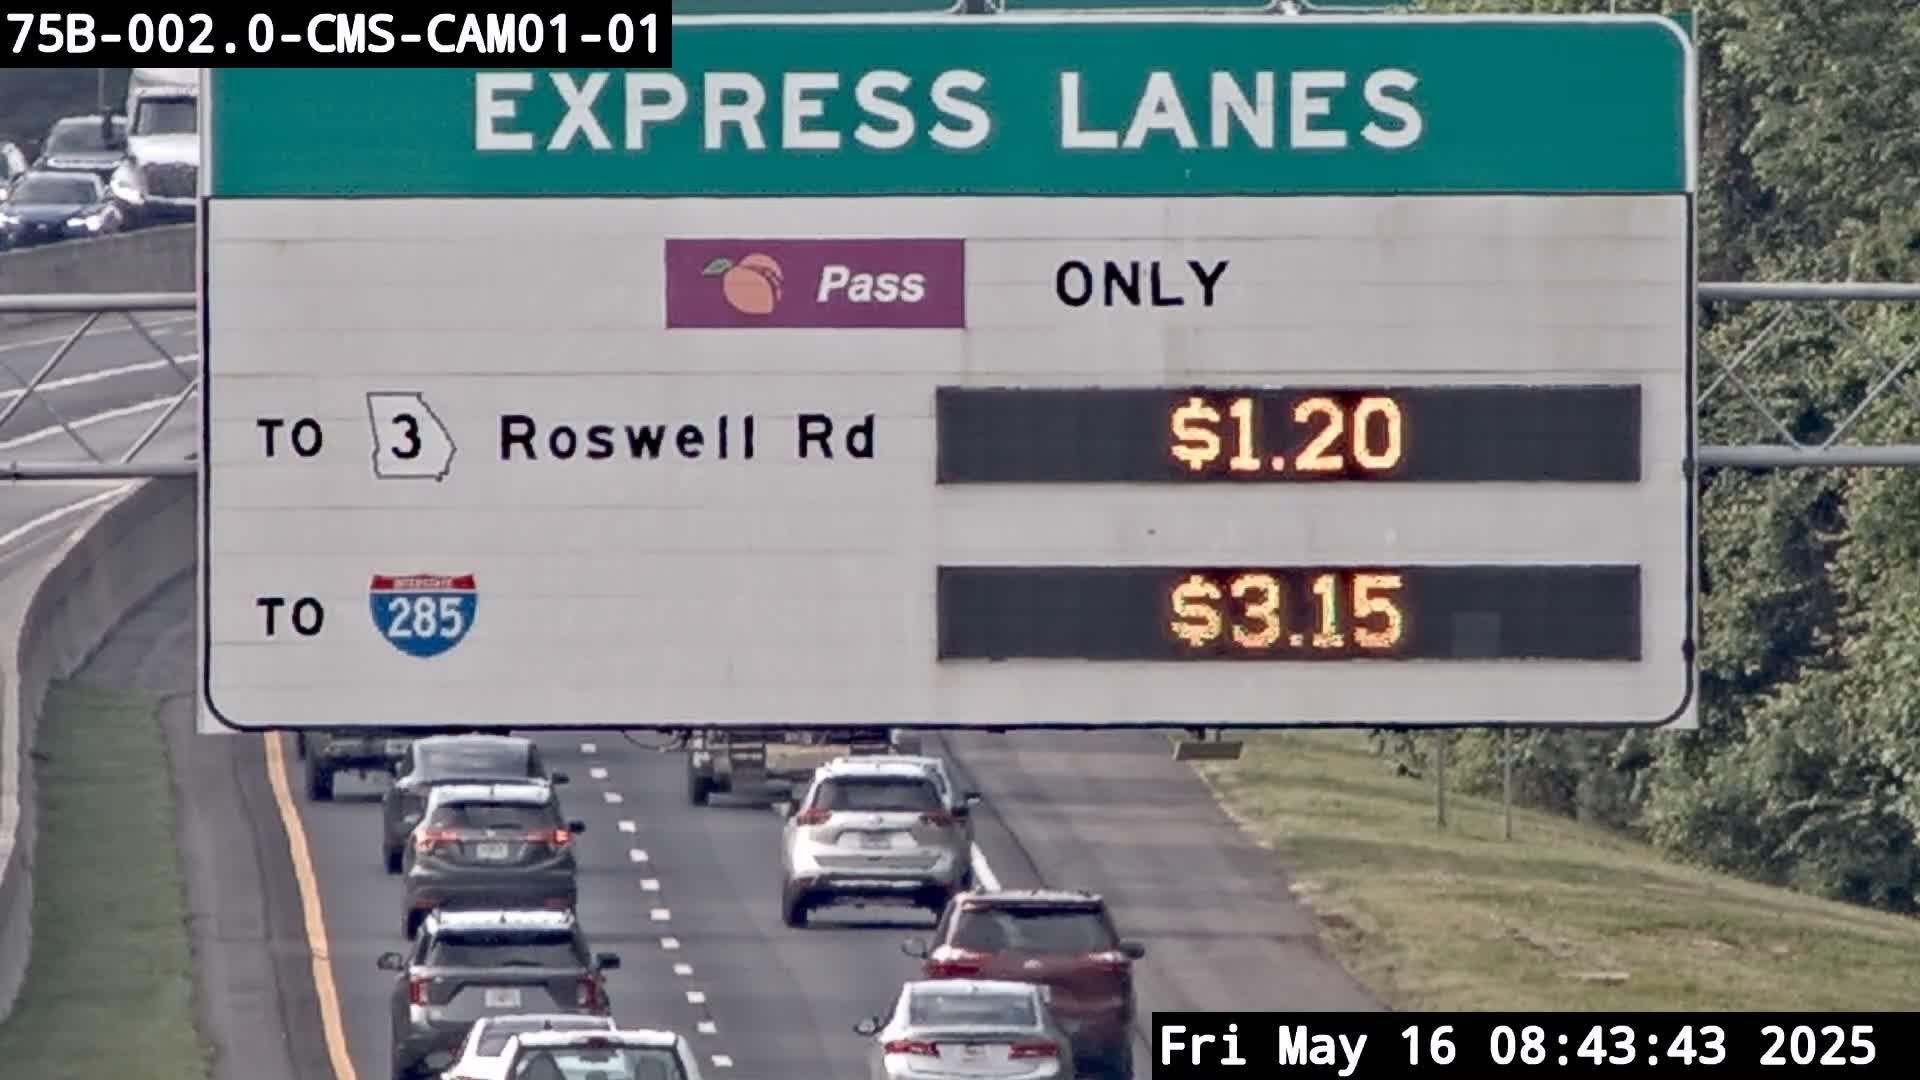 75B-002.0-CMS-CAM01-01
EXPRESS LANES
Pass ONLY
TO 3 Roswell Rd $1.20
INTERSTATE
TO 285 $3.15
Fri May 16 08:43:43 2025